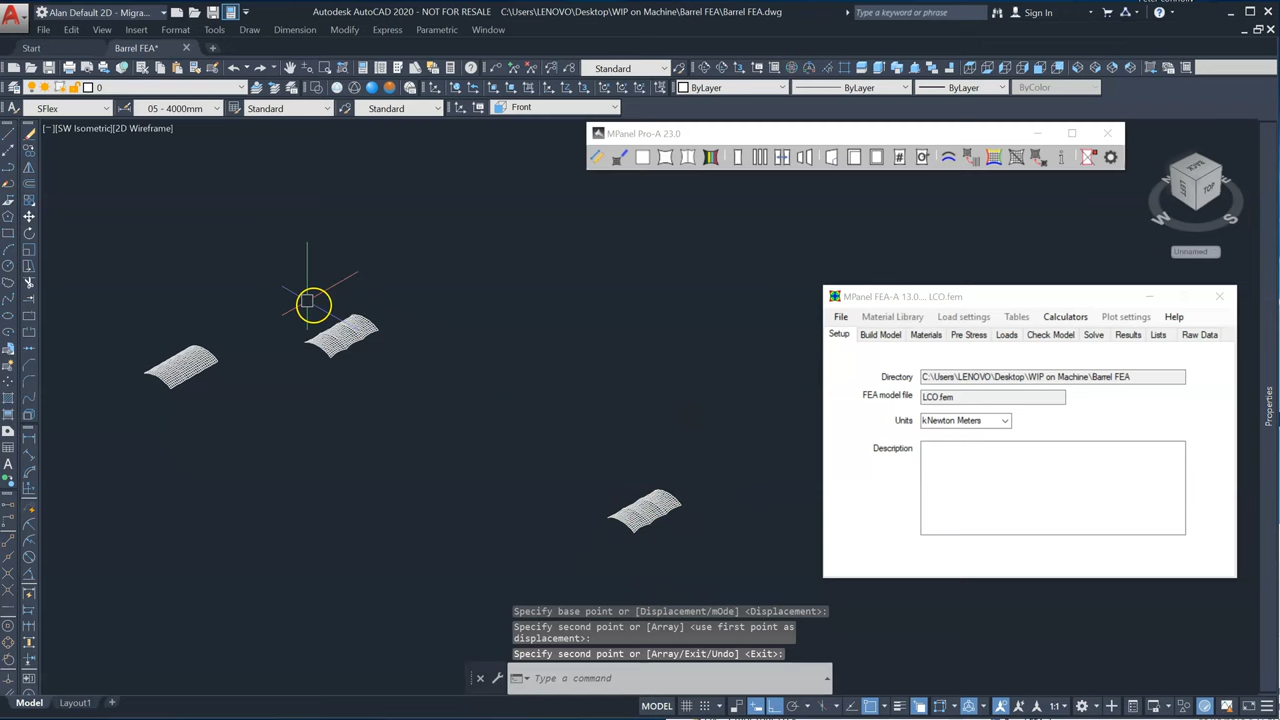 Autodesk AutoCAD 2020 - NOT FOR RESALE C:\Users\LENOVO\Desktop\WIP on Machine\Barrel FEA\Barrel FEA.dwg
Alan Default 2D - Migra...
Type a keyword or phrase
Sign In
File Edit View Insert Format Tools Draw Dimension Modify Express Parametric Window
Start Barrel FEA*
Standard
0
ByLayer ByLayer ByLayer ByColor
SFlex 05 - 4000mm Standard Standard Front
[−][SW Isometric][2D Wireframe]
MPanel Pro-A 23.0
BACK
LEFT TOP
W S
Unnamed
MPanel FEA-A 13.0.... LCO.fem
File Material Library Load settings Tables Calculators Plot settings Help
Setup Build Model Materials Pre Stress Loads Check Model Solve Results Lists Raw Data
Directory C:\Users\LENOVO\Desktop\WIP on Machine\Barrel FEA
FEA model file LCO.fem
Units kNewton Meters
Description
Properties
Specify base point or [Displacement/mOde] <Displacement>:
Specify second point or [Array] <use first point as
displacement>:
Specify second point or [Array/Exit/Undo] <Exit>:
Type a command
Model Layout1
MODEL 1:1